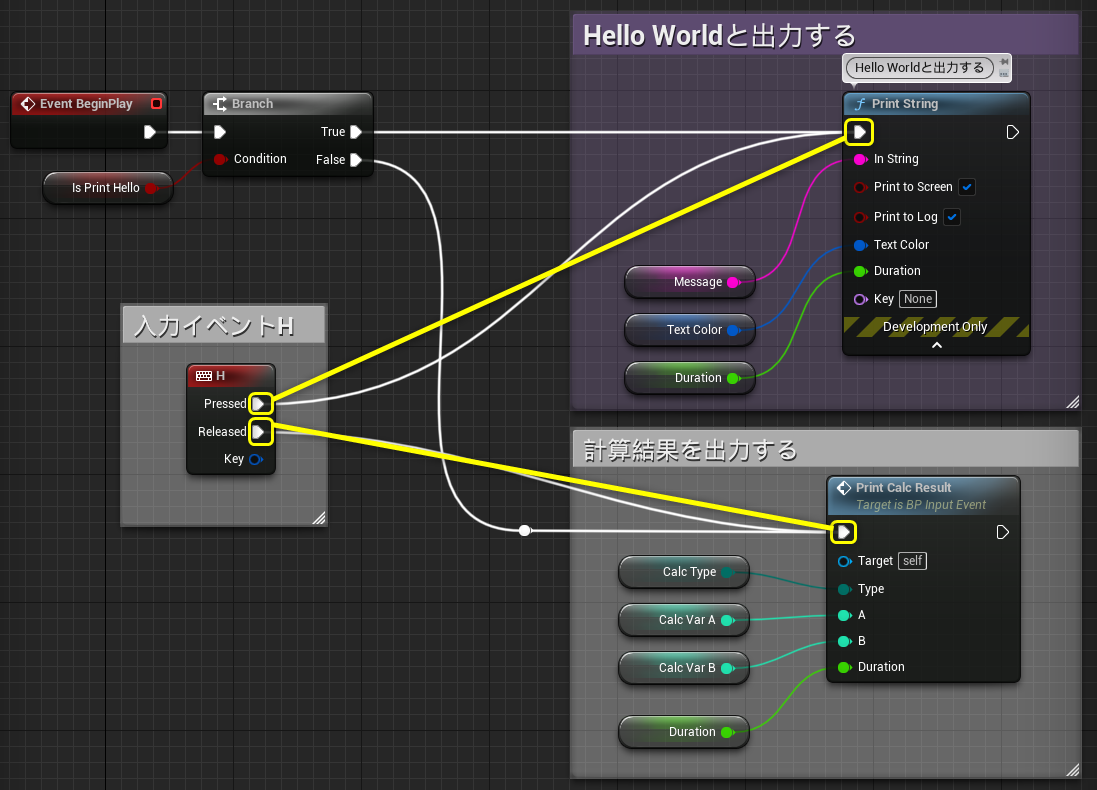 Hello Worldと出力する
Hello Worldと出力する
Event BeginPlay
Branch
True
Condition
False
Is Print Hello
Print String
In String
Print to Screen
Print to Log
Text Color
Duration
Key None
Development Only
Message
Text Color
Duration
入力イベントH
H
Pressed
Released
Key
計算結果を出力する
Print Calc Result
Target is BP Input Event
Target self
Type
A
B
Duration
Calc Type
Calc Var A
Calc Var B
Duration